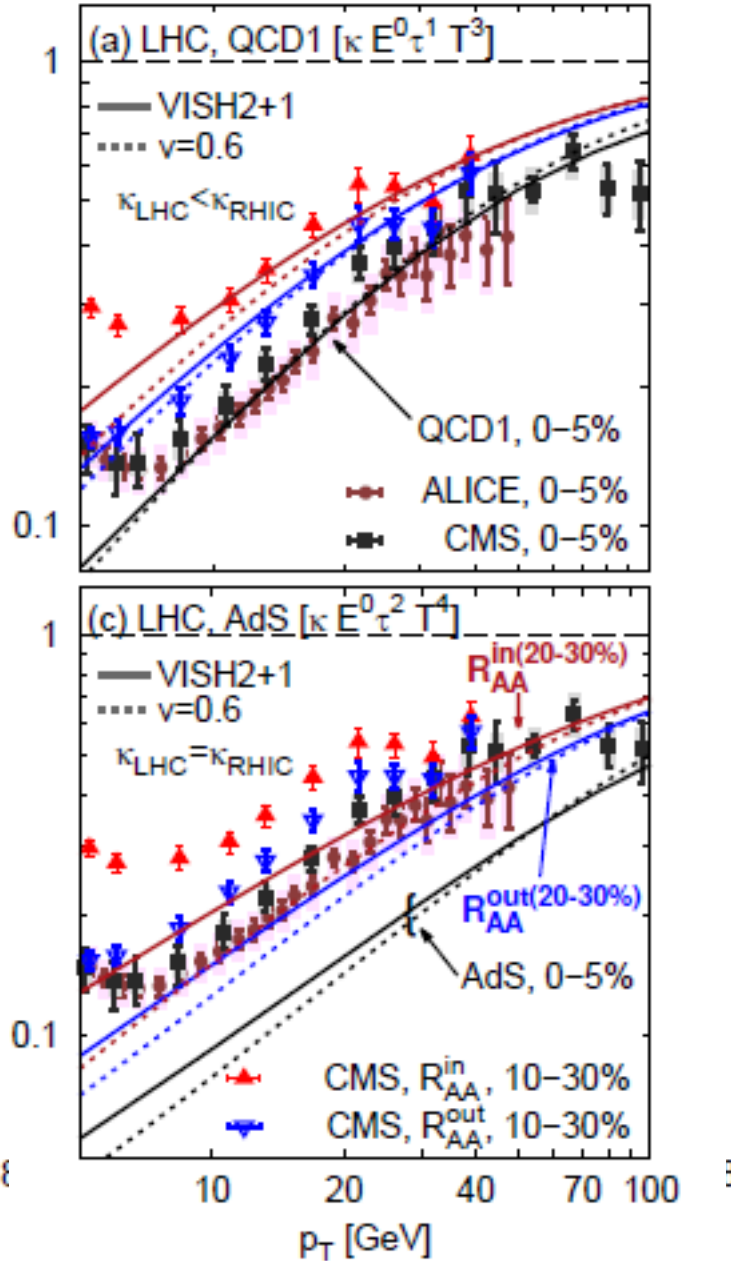 (a) LHC, QCD1 [κ E⁰τ¹ T³]
1
VISH2+1
v=0.6
κLHC<κRHIC
QCD1, 0−5%
ALICE, 0−5%
CMS, 0−5%
0.1
(c) LHC, AdS [κ E⁰τ² T⁴]
1
VISH2+1
v=0.6
κLHC=κRHIC
R_AA^in(20-30%)
R_AA^out(20-30%)
{
AdS, 0−5%
0.1
CMS, R_AA^in, 10−30%
CMS, R_AA^out, 10−30%
10 20 40 70 100
p_T [GeV]